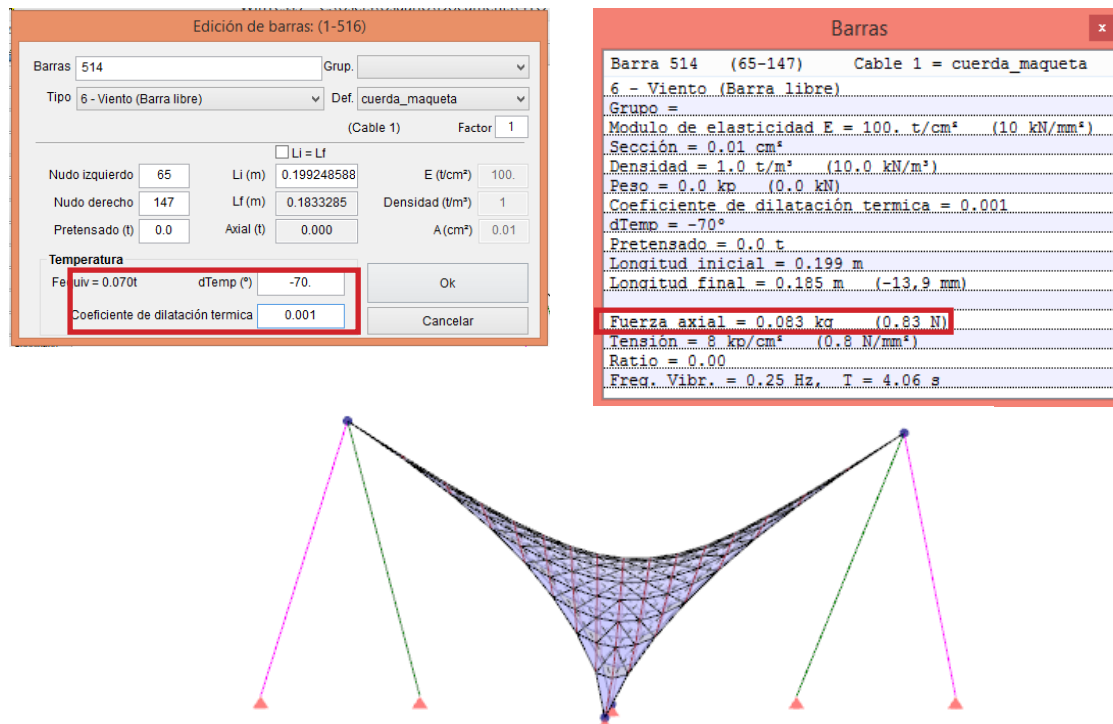 Edición de barras: (1-516)
Barras 514 Grup.
Tipo 6 - Viento (Barra libre) Def. cuerda_maqueta
(Cable 1) Factor 1
Li = Lf
Nudo izquierdo 65 Li (m) 0.199248588 E (t/cm²) 100.
Nudo derecho 147 Lf (m) 0.1833285 Densidad (t/m³) 1
Pretensado (t) 0.0 Axial (t) 0.000 A (cm²) 0.01
Temperatura
Fequiv = 0.070t dTemp (º) -70.
Coeficiente de dilatación termica 0.001
Ok
Cancelar
Barras x
Barra 514 (65-147) Cable 1 = cuerda_maqueta
6 - Viento (Barra libre)
Grupo =
Modulo de elasticidad E = 100. t/cm² (10 kN/mm²)
Sección = 0.01 cm²
Densidad = 1.0 t/m³ (10.0 kN/m³)
Peso = 0.0 kp (0.0 kN)
Coeficiente de dilatación termica = 0.001
dTemp = -70º
Pretensado = 0.0 t
Longitud inicial = 0.199 m
Longitud final = 0.185 m (-13,9 mm)
Fuerza axial = 0.083 kg (0.83 N)
Tensión = 8 kp/cm² (0.8 N/mm²)
Ratio = 0.00
Freq. Vibr. = 0.25 Hz, T = 4.06 s